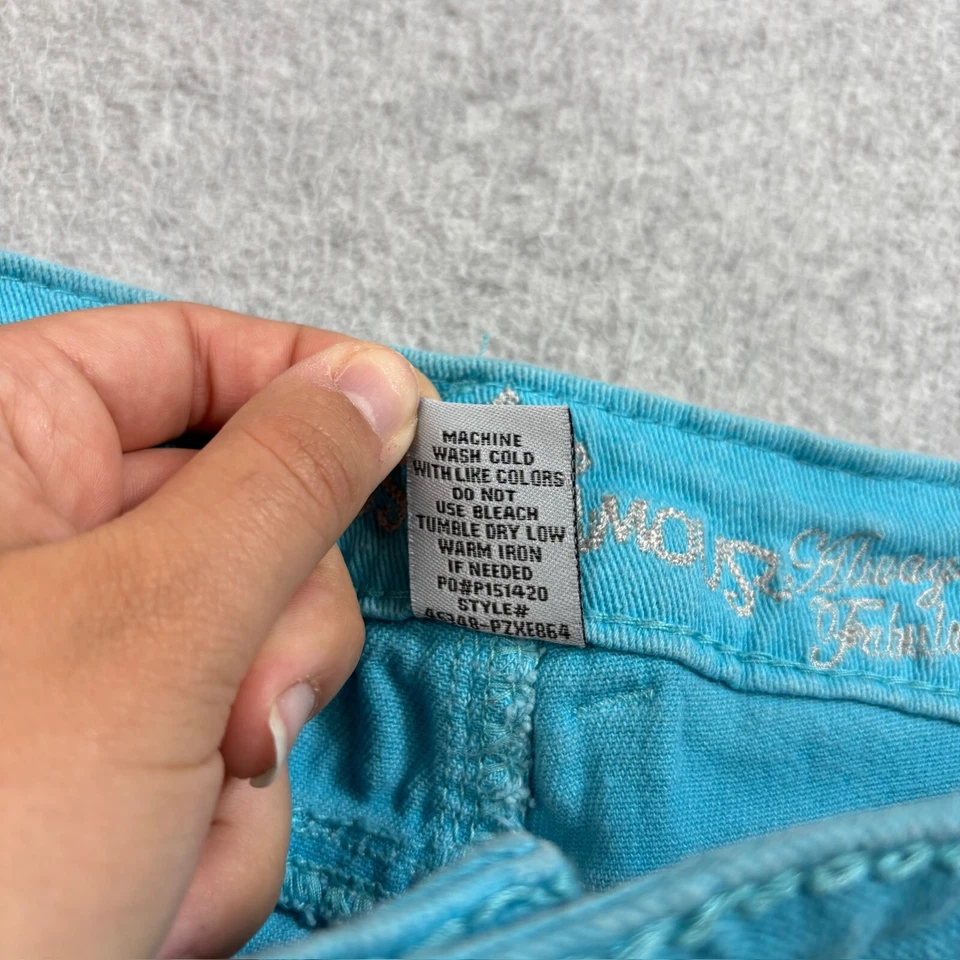 MACHINE
WASH COLD
WITH LIKE COLORS
DO NOT
USE BLEACH
TUMBLE DRY LOW
WARM IRON
IF NEEDED
PO#P151420
STYLE#
Always